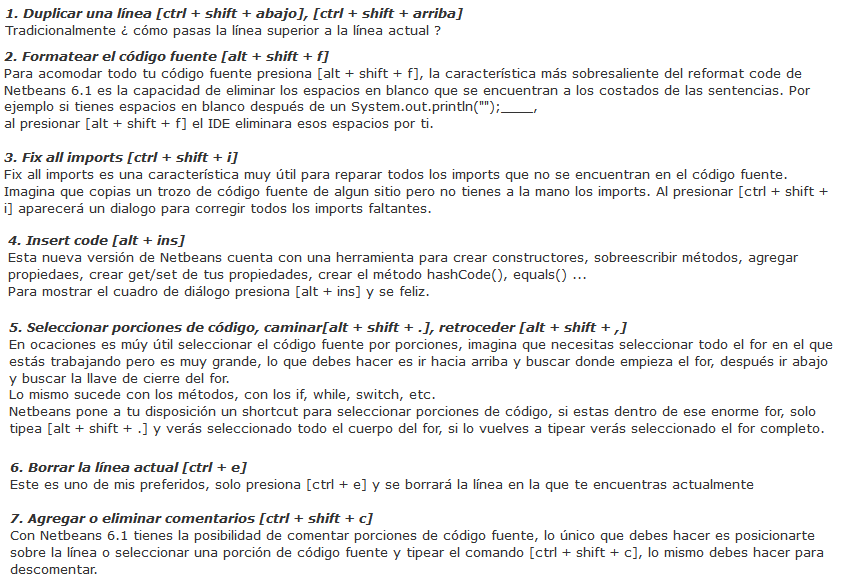 1. Duplicar una línea [ctrl + shift + abajo], [ctrl + shift + arriba]
Tradicionalmente ¿ cómo pasas la línea superior a la línea actual ?
2. Formatear el código fuente [alt + shift + f]
Para acomodar todo tu código fuente presiona [alt + shift + f], la característica más sobresaliente del reformat code de
Netbeans 6.1 es la capacidad de eliminar los espacios en blanco que se encuentran a los costados de las sentencias. Por
ejemplo si tienes espacios en blanco después de un System.out.println("");____,
al presionar [alt + shift + f] el IDE eliminara esos espacios por ti.
3. Fix all imports [ctrl + shift + i]
Fix all imports es una característica muy útil para reparar todos los imports que no se encuentran en el código fuente.
Imagina que copias un trozo de código fuente de algun sitio pero no tienes a la mano los imports. Al presionar [ctrl + shift +
i] aparecerá un dialogo para corregir todos los imports faltantes.
4. Insert code [alt + ins]
Esta nueva versión de Netbeans cuenta con una herramienta para crear constructores, sobreescribir métodos, agregar
propiedaes, crear get/set de tus propiedades, crear el método hashCode(), equals() ...
Para mostrar el cuadro de diálogo presiona [alt + ins] y se feliz.
5. Seleccionar porciones de código, caminar[alt + shift + .], retroceder [alt + shift + ,]
En ocaciones es múy útil seleccionar el código fuente por porciones, imagina que necesitas seleccionar todo el for en el que
estás trabajando pero es muy grande, lo que debes hacer es ir hacia arriba y buscar donde empieza el for, después ir abajo
y buscar la llave de cierre del for.
Lo mismo sucede con los métodos, con los if, while, switch, etc.
Netbeans pone a tu disposición un shortcut para seleccionar porciones de código, si estas dentro de ese enorme for, solo
tipea [alt + shift + .] y verás seleccionado todo el cuerpo del for, si lo vuelves a tipear verás seleccionado el for completo.
6. Borrar la línea actual [ctrl + e]
Este es uno de mis preferidos, solo presiona [ctrl + e] y se borrará la línea en la que te encuentras actualmente
7. Agregar o eliminar comentarios [ctrl + shift + c]
Con Netbeans 6.1 tienes la posibilidad de comentar porciones de código fuente, lo único que debes hacer es posicionarte
sobre la línea o seleccionar una porción de código fuente y tipear el comando [ctrl + shift + c], lo mismo debes hacer para
descomentar.